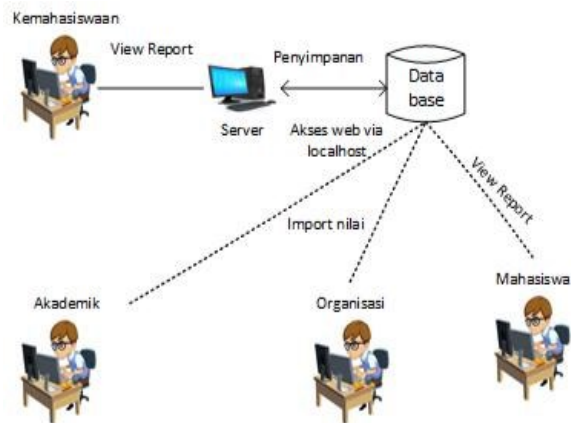 Kemahasiswaan
View Report
Penyimpanan
Data
base
Server
Akses web via
localhost
Import nilai
View Report
Akademik
Organisasi
Mahasiswa